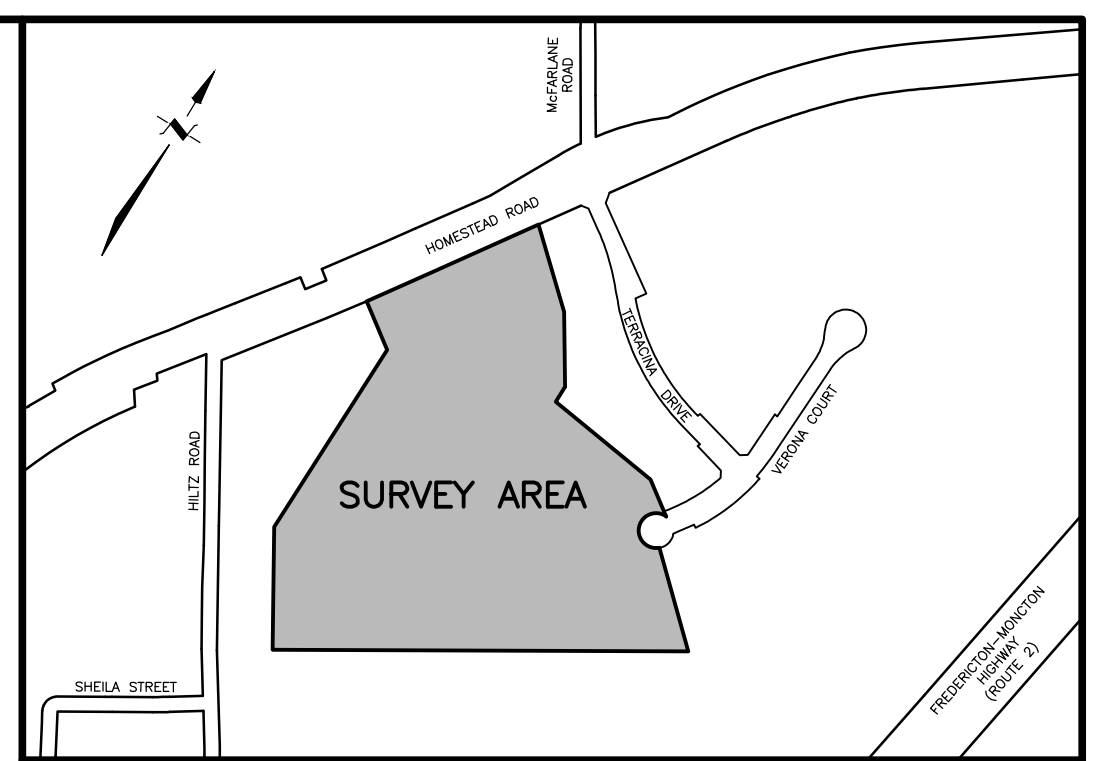 McFARLANE
ROAD
N
HOMESTEAD ROAD
TERRACINA DRIVE
VERONA COURT
HILTZ ROAD
SURVEY AREA
SHEILA STREET
FREDERICTON-MONCTON
HIGHWAY
(ROUTE 2)